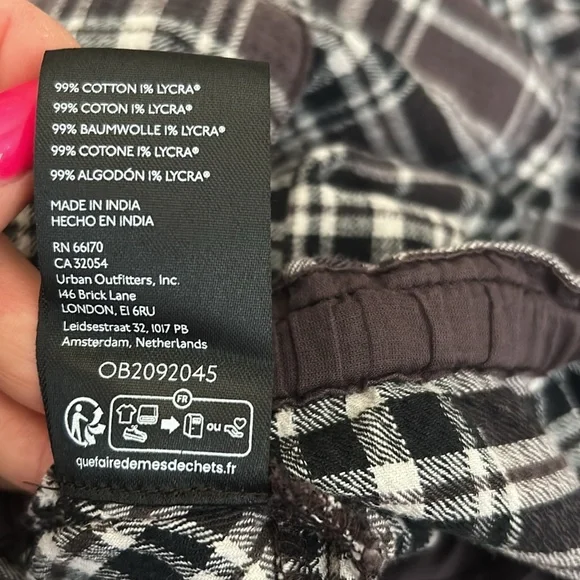 99% COTTON 1% LYCRA®
99% COTON 1% LYCRA®
99% BAUMWOLLE 1% LYCRA®
99% COTONE 1% LYCRA®
99% ALGODÓN 1% LYCRA®
MADE IN INDIA
HECHO EN INDIA
RN 66170
CA 32054
Urban Outfitters, Inc.
146 Brick Lane
LONDON, E1 6RU
Leidsestraat 32, 1017 PB
Amsterdam, Netherlands
OB2092045
FR
ou
quefairedemesdechets.fr